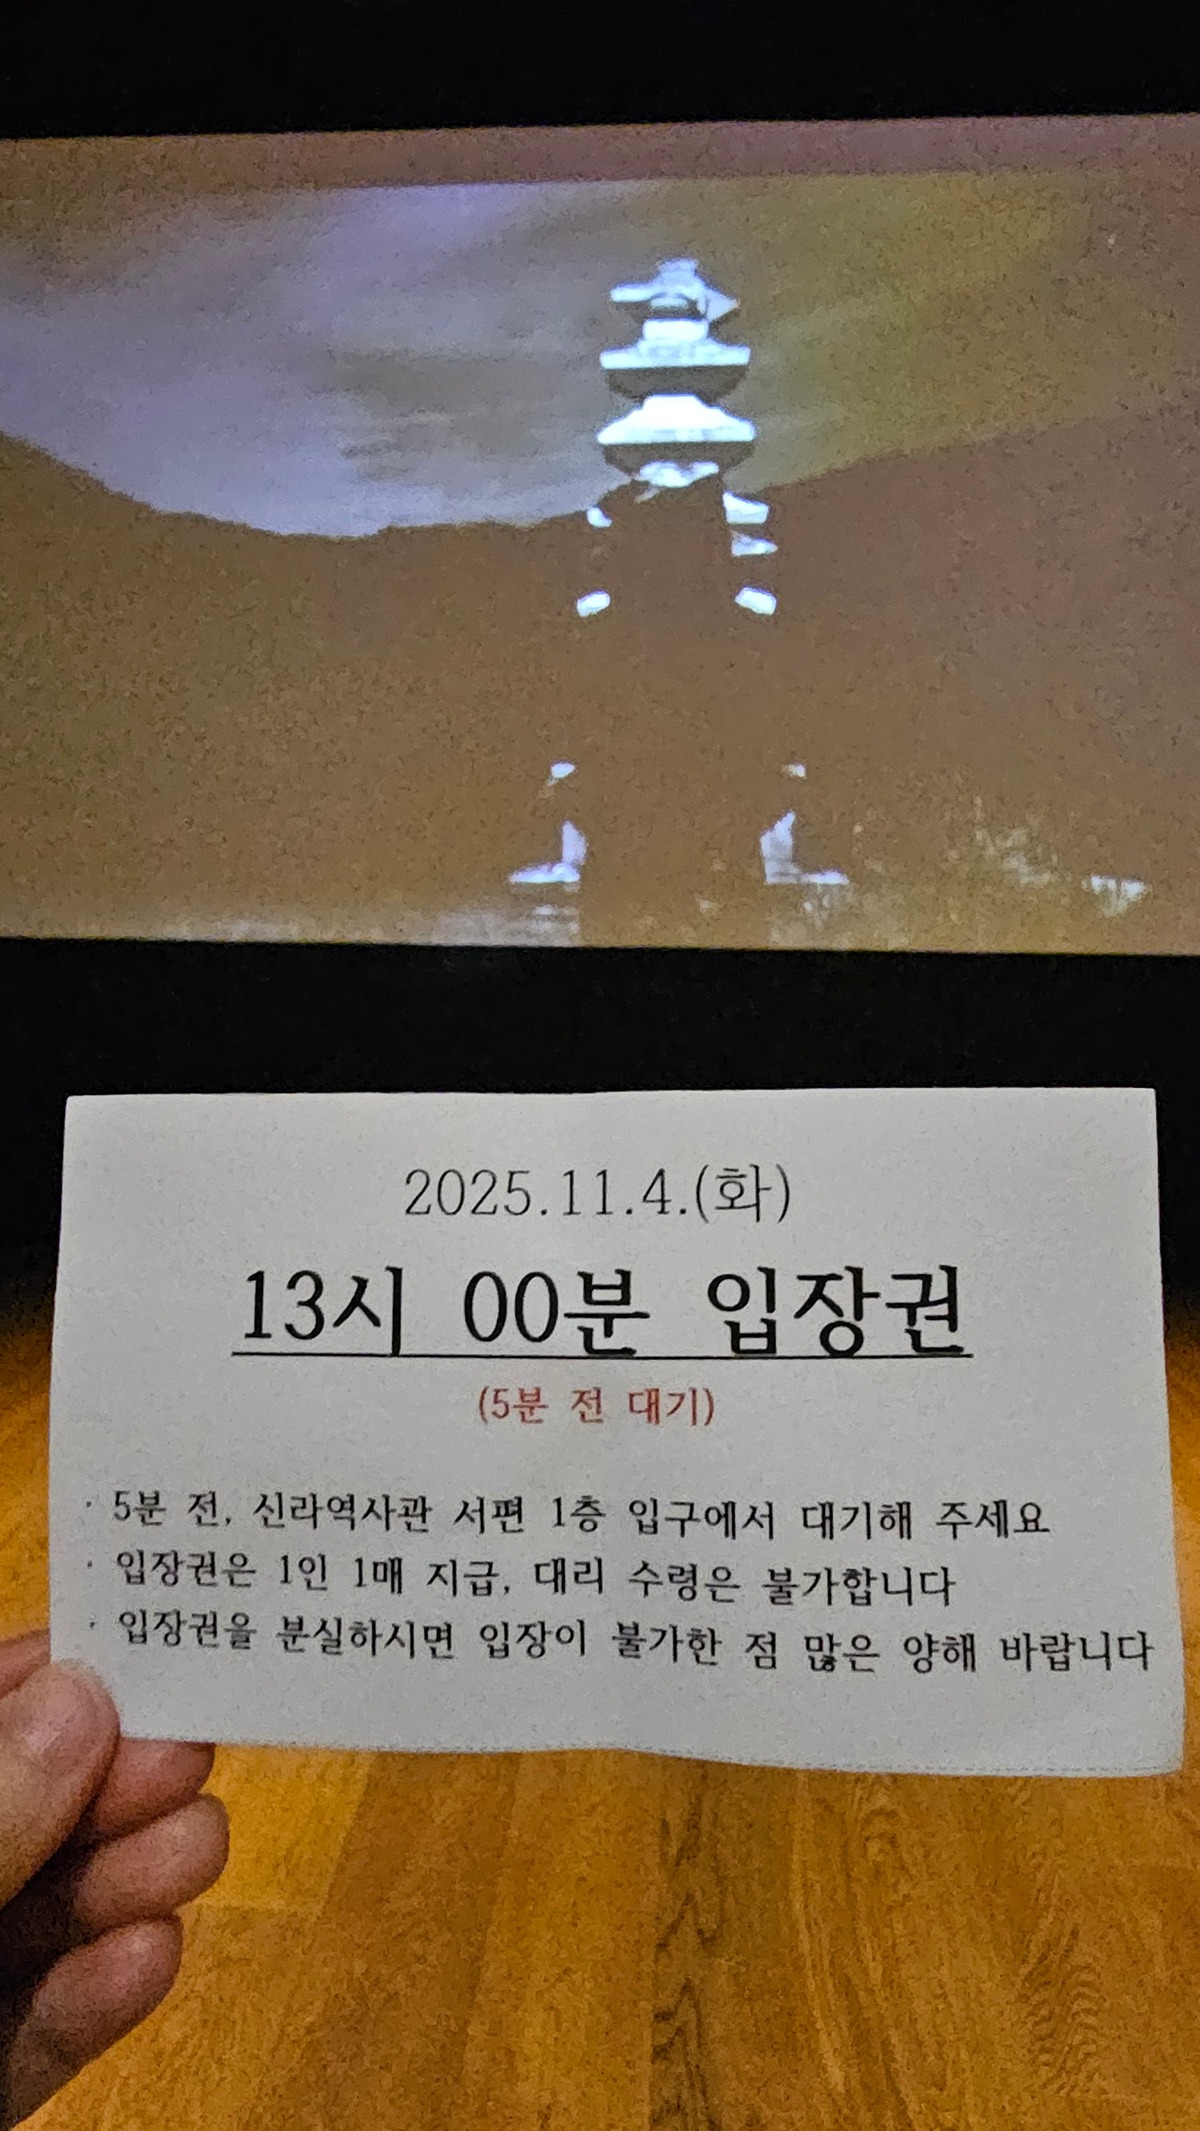 2025.11.4.(화)
13시 00분 입장권
(5분 전 대기)
· 5분 전, 신라역사관 서편 1층 입구에서 대기해 주세요
· 입장권은 1인 1매 지급, 대리 수령은 불가합니다
· 입장권을 분실하시면 입장이 불가한 점 많은 양해 바랍니다